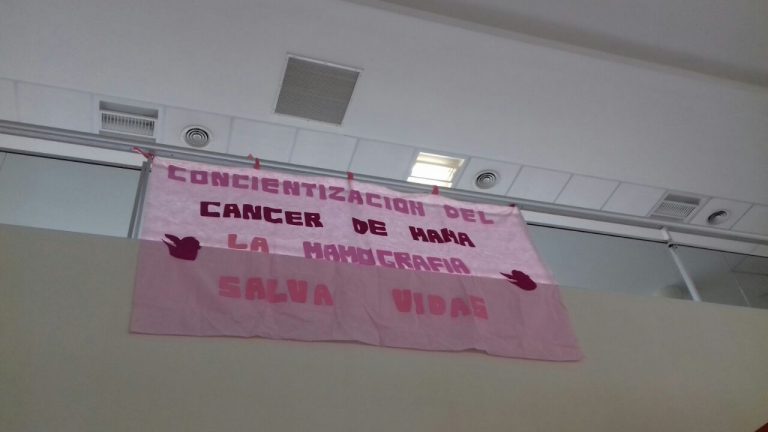 CONCIENTIZACION DEL
CANCER DE MAMA
LA MAMOGRAFIA
SALVA VIDAS